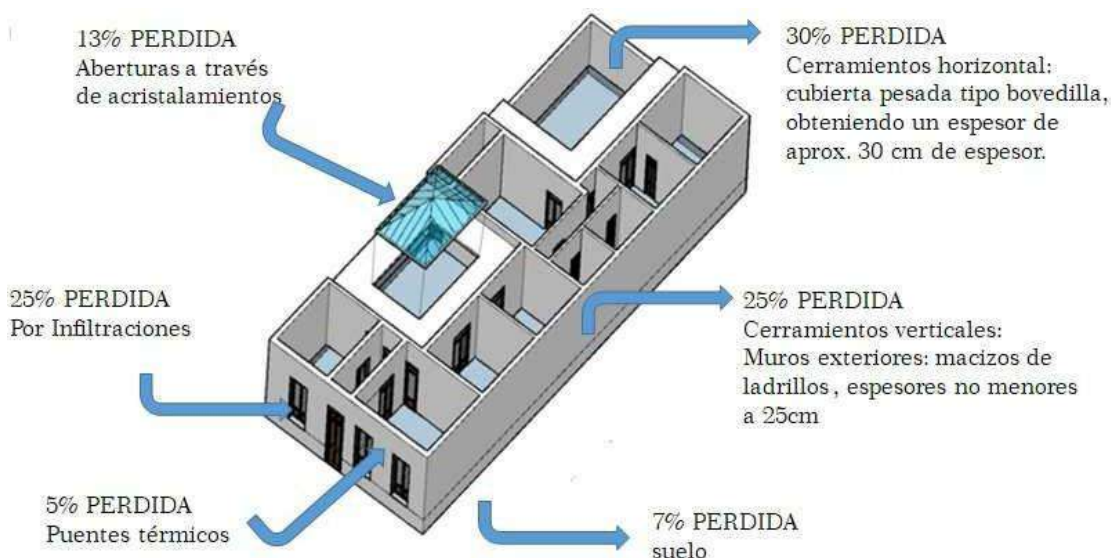 13% PERDIDA
Aberturas a través
de acristalamientos
30% PERDIDA
Cerramientos horizontal:
cubierta pesada tipo bovedilla,
obteniendo un espesor de
aprox. 30 cm de espesor.
25% PERDIDA
Por Infiltraciones
25% PERDIDA
Cerramientos verticales:
Muros exteriores: macizos de
ladrillos , espesores no menores
a 25cm
5% PERDIDA
Puentes térmicos
7% PERDIDA
suelo